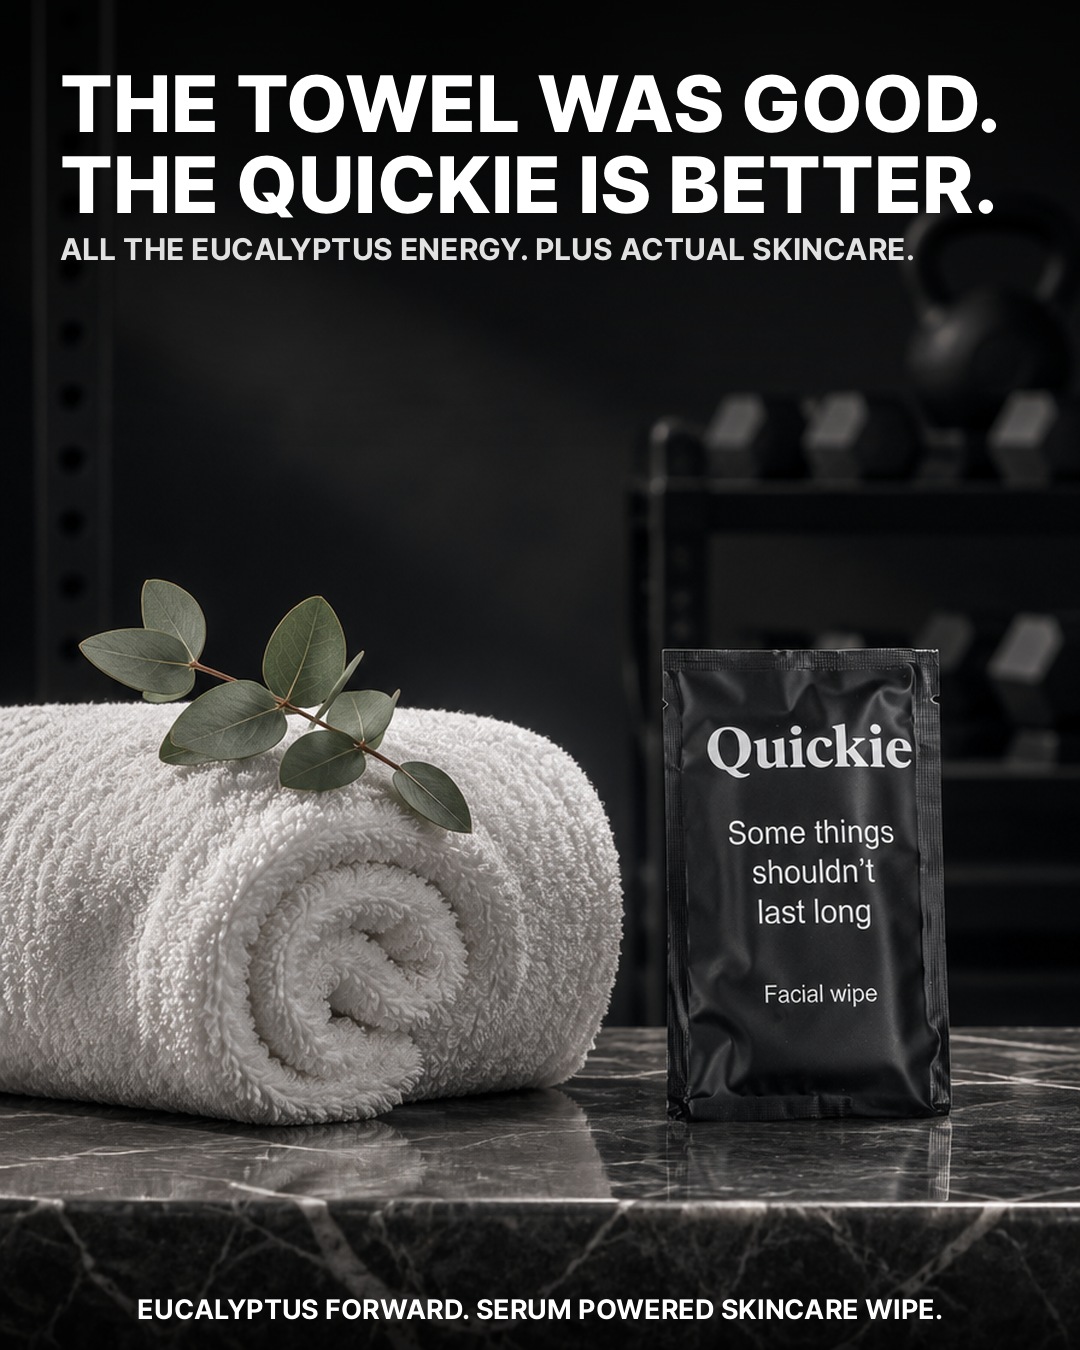 THE TOWEL WAS GOOD.
THE QUICKIE IS BETTER.
ALL THE EUCALYPTUS ENERGY. PLUS ACTUAL SKINCARE.
Quickie
Some things
shouldn't
last long
Facial wipe
EUCALYPTUS FORWARD. SERUM POWERED SKINCARE WIPE.